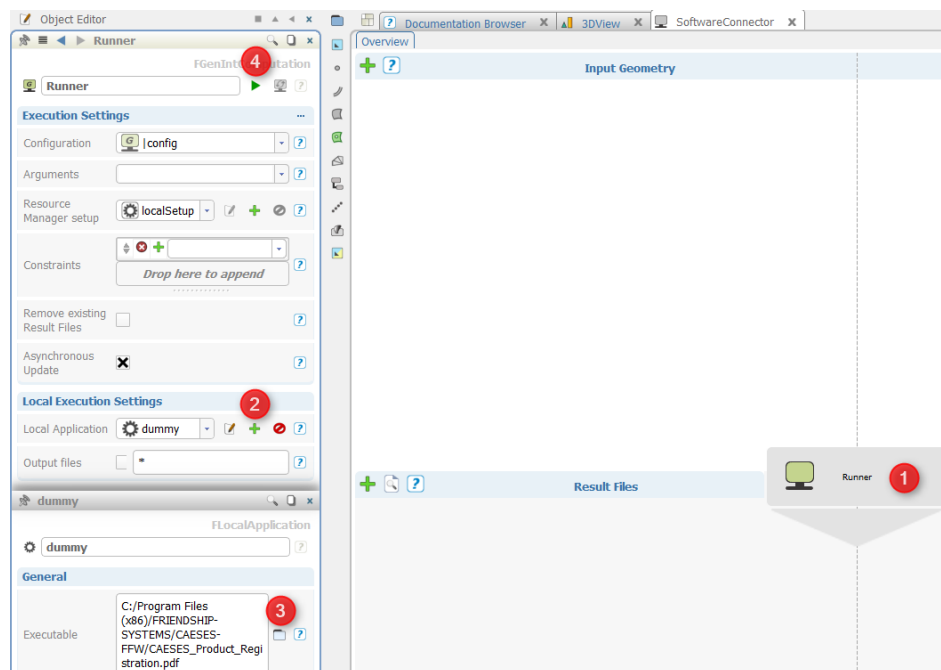 Object Editor
Runner
FGenInt
utation
4
Runner
Execution Settings
Configuration
G |config
Arguments
Resource
Manager setup
localSetup
Constraints
Drop here to append
Remove existing
Result Files
Asynchronous
Update
Local Execution Settings
2
Local Application
dummy
Output files
*
dummy
FLocalApplication
dummy
General
Executable
C:/Program Files
(x86)/FRIENDSHIP-
SYSTEMS/CAESES-
FFW/CAESES_Product_Regi
stration.pdf
3
Documentation Browser
3DView
SoftwareConnector
Overview
Input Geometry
Result Files
Runner
1